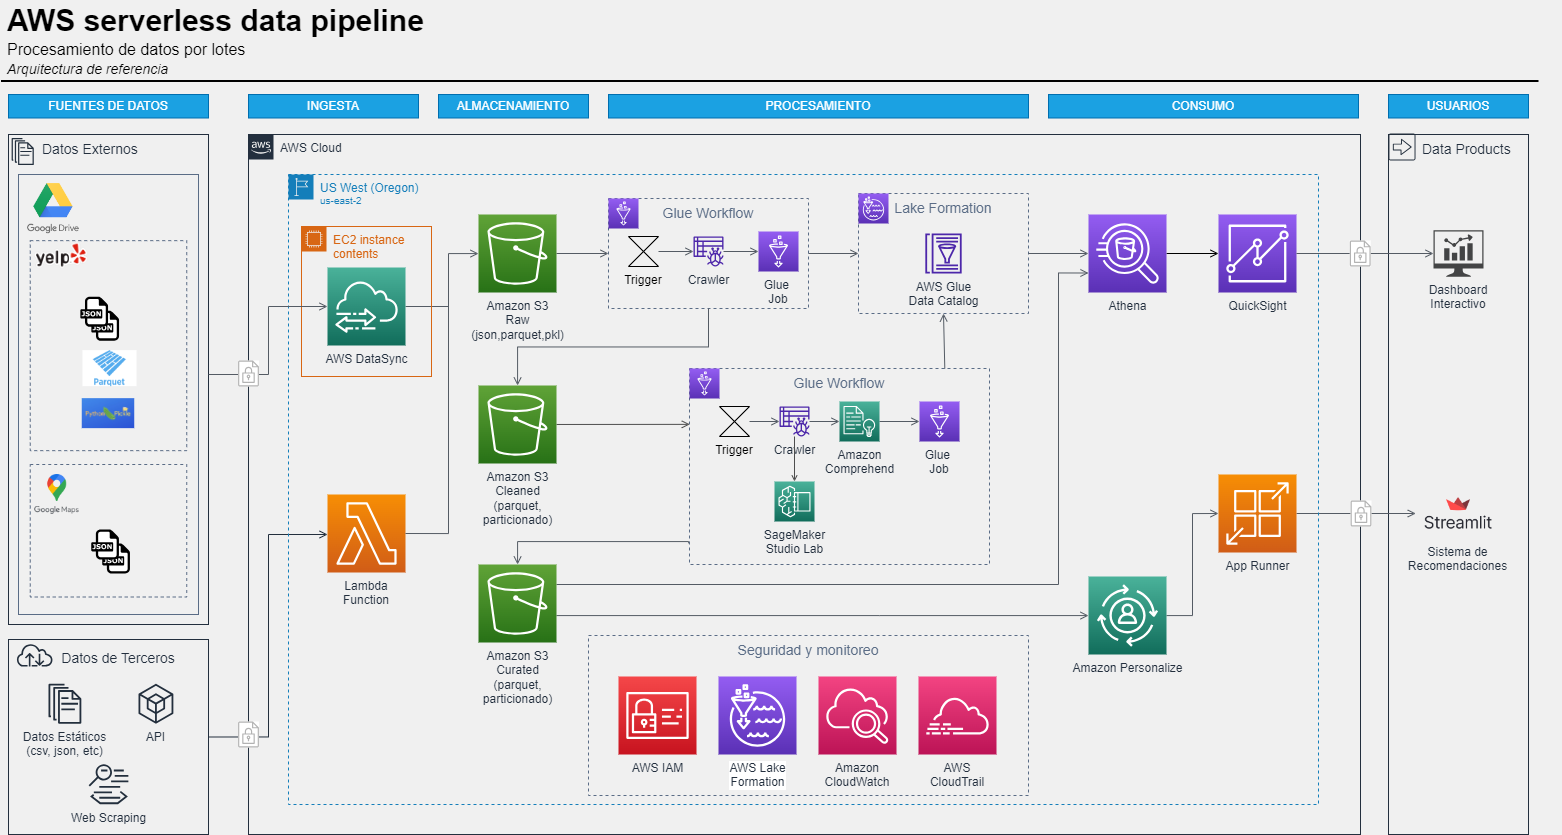 AWS serverless data pipeline
Procesamiento de datos por lotes
Arquitectura de referencia
FUENTES DE DATOS
INGESTA
ALMACENAMIENTO
PROCESAMIENTO
CONSUMO
USUARIOS
Datos Externos
Google Drive
yelp
JSON
JSON
Parquet
Python Pickle
Google Maps
JSON
JSON
Datos de Terceros
Datos Estáticos
(csv, json, etc)
API
Web Scraping
aws
AWS Cloud
US West (Oregon)
us-east-2
EC2 instance
contents
AWS DataSync
Lambda
Function
Amazon S3
Raw
(json,parquet,pkl)
Amazon S3
Cleaned
(parquet,
particionado)
Amazon S3
Curated
(parquet,
particionado)
Glue Workflow
Trigger
Crawler
Glue
Job
Lake Formation
AWS Glue
Data Catalog
Glue Workflow
Trigger
Crawler
Amazon
Comprehend
Glue
Job
SageMaker
Studio Lab
Seguridad y monitoreo
AWS IAM
AWS Lake
Formation
Amazon
CloudWatch
AWS
CloudTrail
Athena
QuickSight
App Runner
Amazon Personalize
Data Products
Dashboard
Interactivo
Streamlit
Sistema de
Recomendaciones